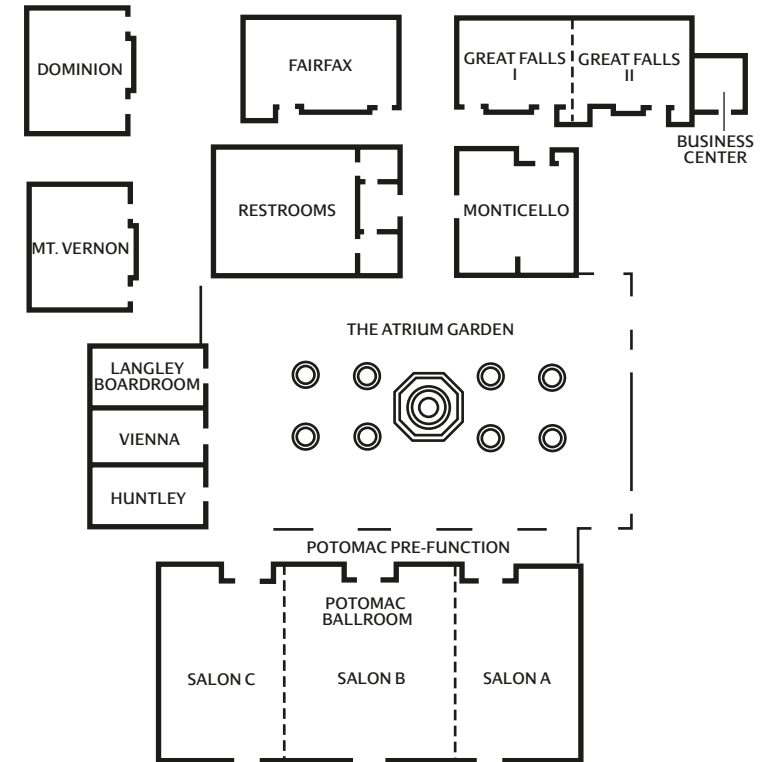 DOMINION
FAIRFAX
GREAT FALLS
I
GREAT FALLS
II
BUSINESS
CENTER
RESTROOMS
MONTICELLO
MT. VERNON
THE ATRIUM GARDEN
LANGLEY
BOARDROOM
VIENNA
HUNTLEY
POTOMAC PRE-FUNCTION
POTOMAC
BALLROOM
SALON C
SALON B
SALON A